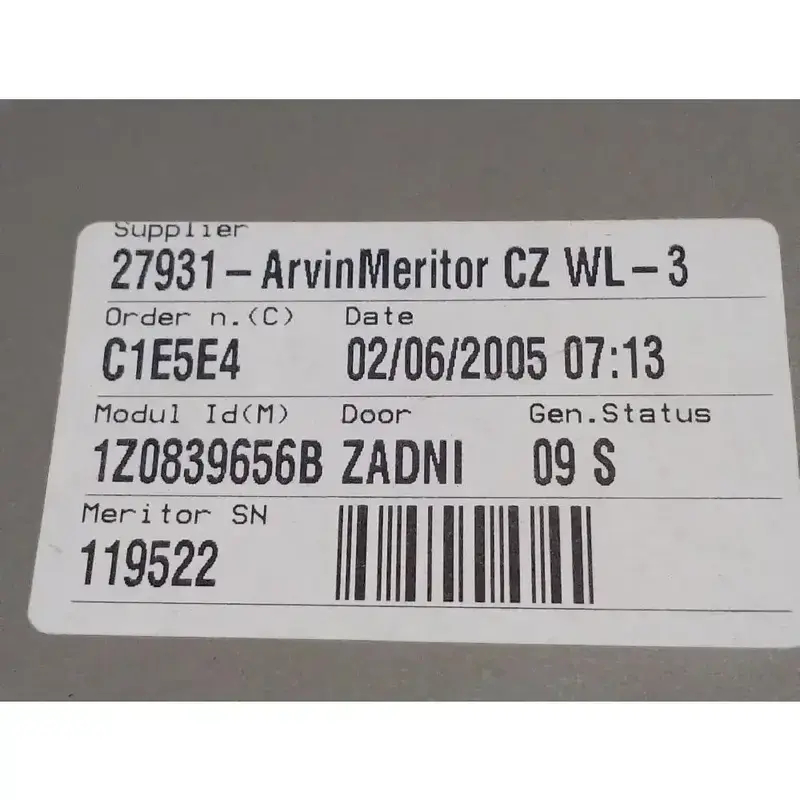 Supplier
27931-ArvinMeritor CZ WL-3
Order n.(C) Date
C1E5E4 02/06/2005 07:13
Modul Id(M) Door Gen.Status
1Z0839656B ZADNI 09 S
Meritor SN
119522